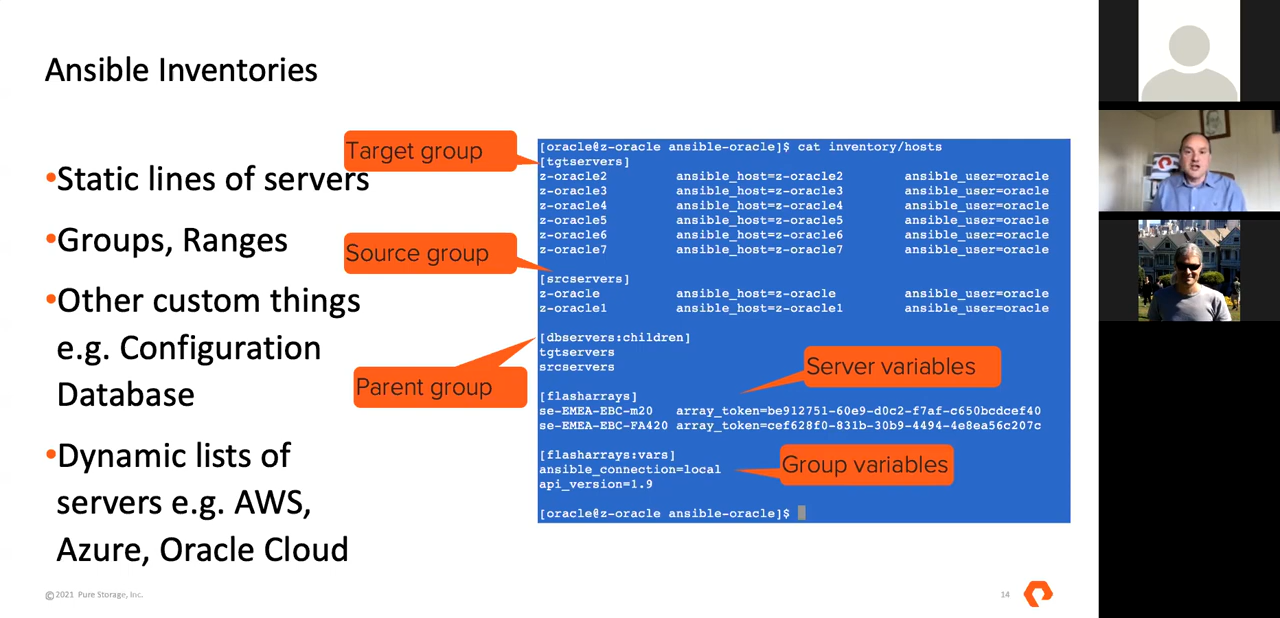 Ansible Inventories
•Static lines of servers
•Groups, Ranges
•Other custom things
e.g. Configuration
Database
•Dynamic lists of
servers e.g. AWS,
Azure, Oracle Cloud
Target group
Source group
Parent group
Server variables
Group variables
[oracle@z-oracle ansible-oracle]$ cat inventory/hosts
[tgtservers]
z-oracle2 ansible_host=z-oracle2 ansible_user=oracle
z-oracle3 ansible_host=z-oracle3 ansible_user=oracle
z-oracle4 ansible_host=z-oracle4 ansible_user=oracle
z-oracle5 ansible_host=z-oracle5 ansible_user=oracle
z-oracle6 ansible_host=z-oracle6 ansible_user=oracle
z-oracle7 ansible_host=z-oracle7 ansible_user=oracle
[srcservers]
z-oracle ansible_host=z-oracle ansible_user=oracle
z-oracle1 ansible_host=z-oracle1 ansible_user=oracle
[dbservers:children]
tgtservers
srcservers
[flasharrays]
se-EMEA-EBC-m20 array_token=be912751-60e9-d0c2-f7af-c650bcdcef40
se-EMEA-EBC-FA420 array_token=cef628f0-831b-30b9-4494-4e8ea56c207c
[flasharrays:vars]
ansible_connection=local
api_version=1.9
[oracle@z-oracle ansible-oracle]$
©2021 Pure Storage, Inc.
14